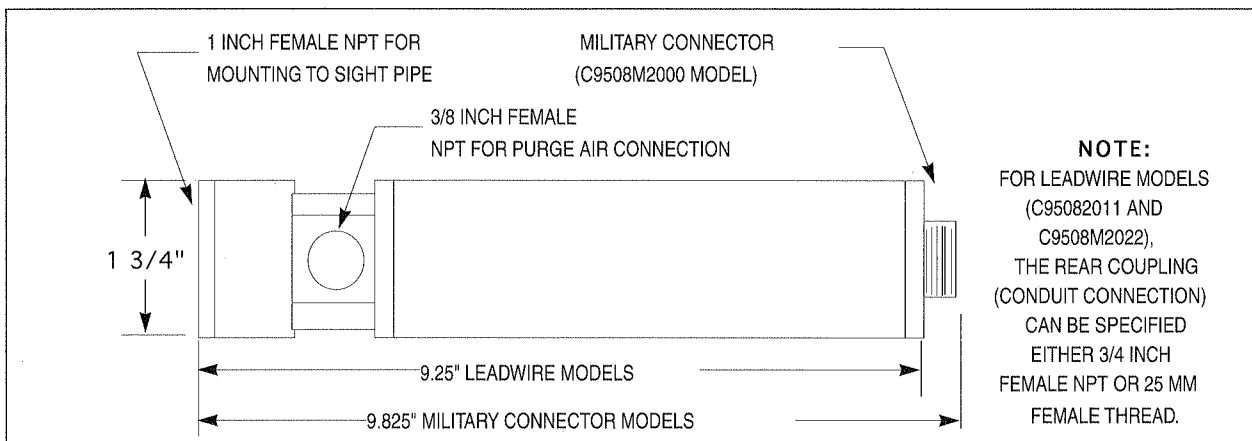 1 INCH FEMALE NPT FOR
MOUNTING TO SIGHT PIPE
MILITARY CONNECTOR
(C9508M2000 MODEL)
3/8 INCH FEMALE
NPT FOR PURGE AIR CONNECTION
1 3/4"
9.25" LEADWIRE MODELS
9.825" MILITARY CONNECTOR MODELS
NOTE:
FOR LEADWIRE MODELS
(C95082011 AND
C9508M2022),
THE REAR COUPLING
(CONDUIT CONNECTION)
CAN BE SPECIFIED
EITHER 3/4 INCH
FEMALE NPT OR 25 MM
FEMALE THREAD.